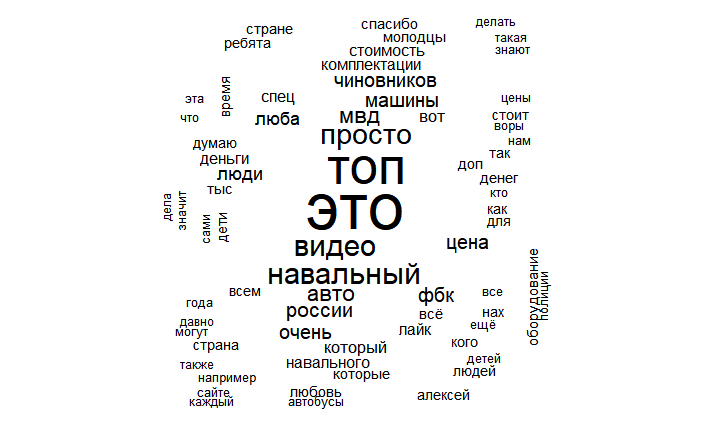 спасибо
делать
стране
молодцы
такая
ребята
стоимость
знают
комплектации
чиновников
время
эта
спец
машины
цены
что
люба
мвд
вот
стоит
воры
просто
нам
думаю
так
деньги
топ
доп
люди
денег
тыс
кто
дела
значит
это
как
сами
дети
для
видео
цена
навальный
оборудование
полиции
всем
авто
фбк
все
года
россии
всё
нах
давно
очень
лайк
ещё
могут
страна
который
кого
также
навального
детей
например
которые
людей
сайте
любовь
алексей
каждый
автобусы